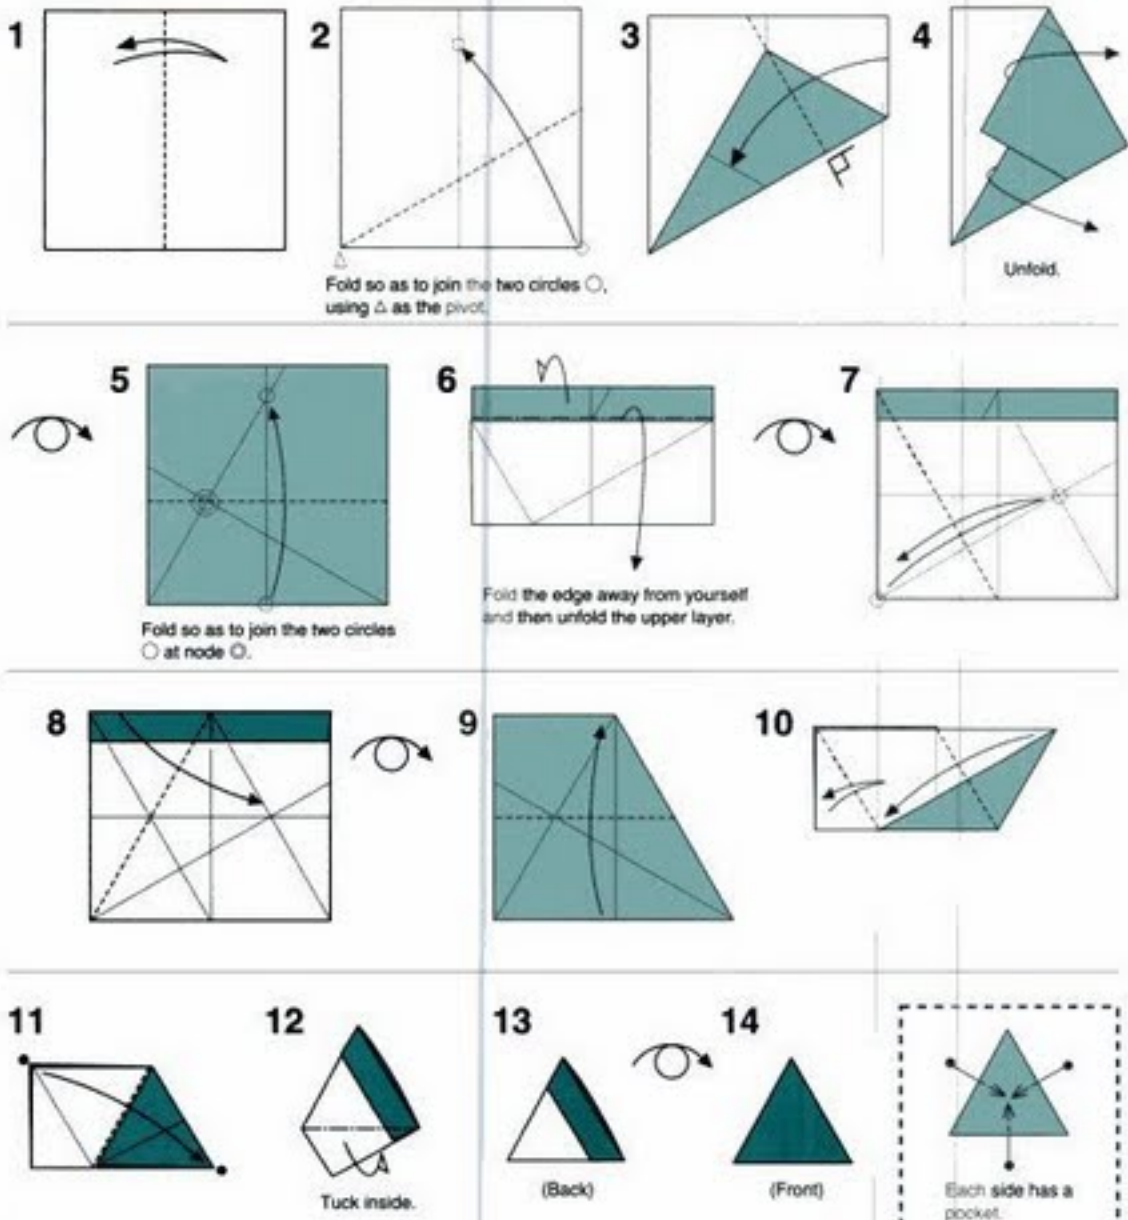 1
2
3
4
Fold so as to join the two circles ○,
using △ as the pivot.
Unfold.
5
6
7
Fold so as to join the two circles
○ at node ◎.
Fold the edge away from yourself
and then unfold the upper layer.
8
9
10
11
12
13
14
Tuck inside.
(Back)
(Front)
Each side has a
pocket.